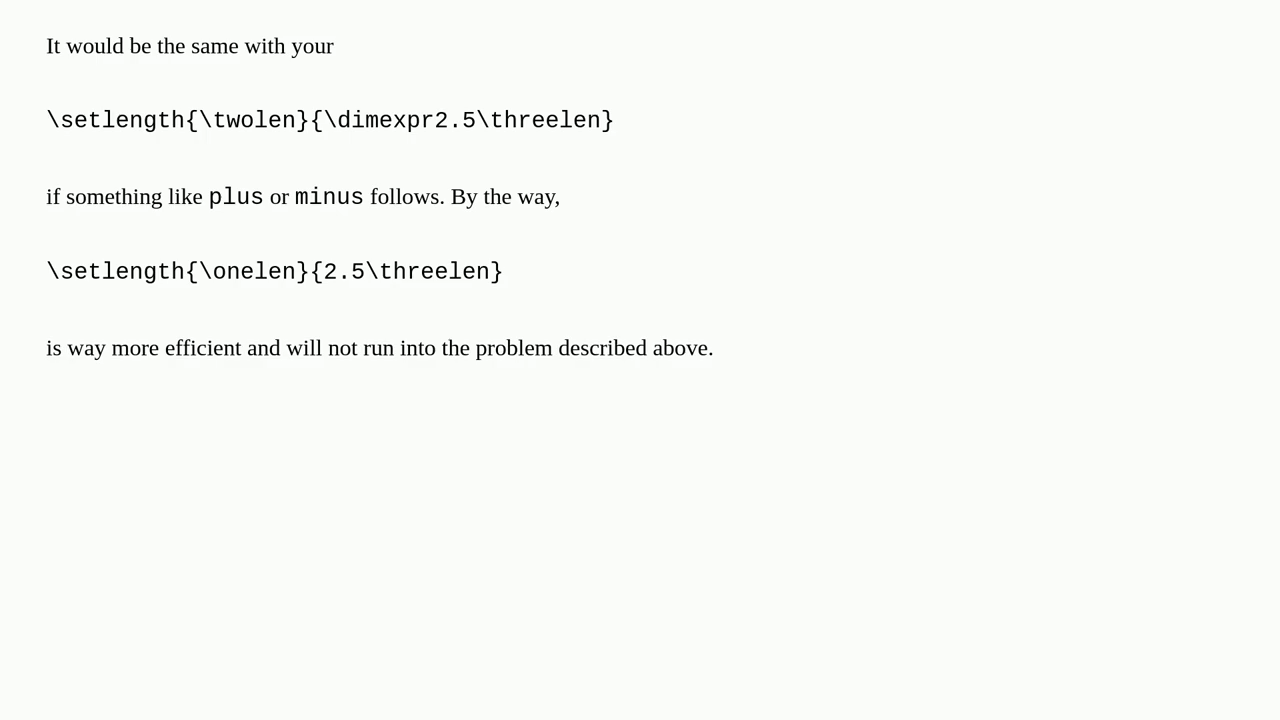 It would be the same with your
\setlength{\twolen}{\dimexpr2.5\threelen}
if something like plus or minus follows. By the way,
\setlength{\onelen}{2.5\threelen}
is way more efficient and will not run into the problem described above.